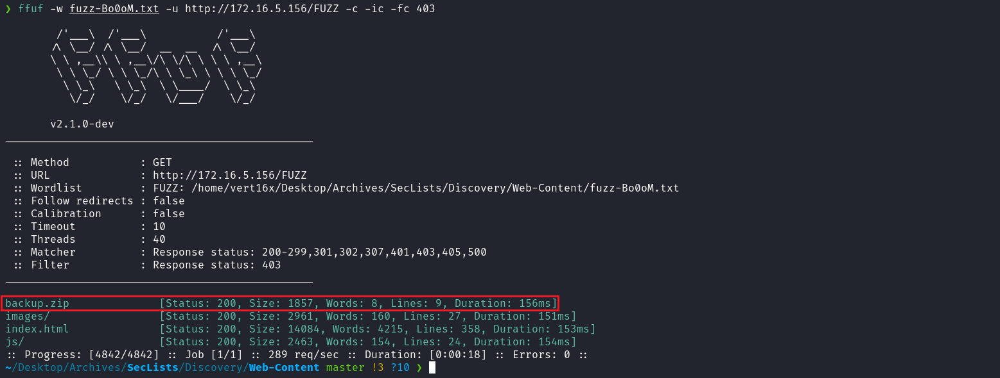 ❯ ffuf -w fuzz-Bo0oM.txt -u http://172.16.5.156/FUZZ -c -ic -fc 403
        /'___\  /'___\           /'___\
       /\ \__/ /\ \__/  __  __  /\ \__/
       \ \ ,__\\ \ ,__\/\ \/\ \ \ \ ,__\
        \ \ \_/ \ \ \_/\ \ \_\ \ \ \ \_/
         \ \_\   \ \_\  \ \____/  \ \_\
          \/_/    \/_/   \/___/    \/_/
       v2.1.0-dev
________________________________________________
 :: Method           : GET
 :: URL              : http://172.16.5.156/FUZZ
 :: Wordlist         : FUZZ: /home/vert16x/Desktop/Archives/SecLists/Discovery/Web-Content/fuzz-Bo0oM.txt
 :: Follow redirects : false
 :: Calibration      : false
 :: Timeout          : 10
 :: Threads          : 40
 :: Matcher          : Response status: 200-299,301,302,307,401,403,405,500
 :: Filter           : Response status: 403
________________________________________________
backup.zip              [Status: 200, Size: 1857, Words: 8, Lines: 9, Duration: 156ms]
images/                 [Status: 200, Size: 2961, Words: 160, Lines: 27, Duration: 151ms]
index.html              [Status: 200, Size: 14084, Words: 4215, Lines: 358, Duration: 153ms]
js/                     [Status: 200, Size: 2463, Words: 154, Lines: 24, Duration: 154ms]
:: Progress: [4842/4842] :: Job [1/1] :: 289 req/sec :: Duration: [0:00:18] :: Errors: 0 ::
~/Desktop/Archives/SecLists/Discovery/Web-Content master !3 ?10 ❯